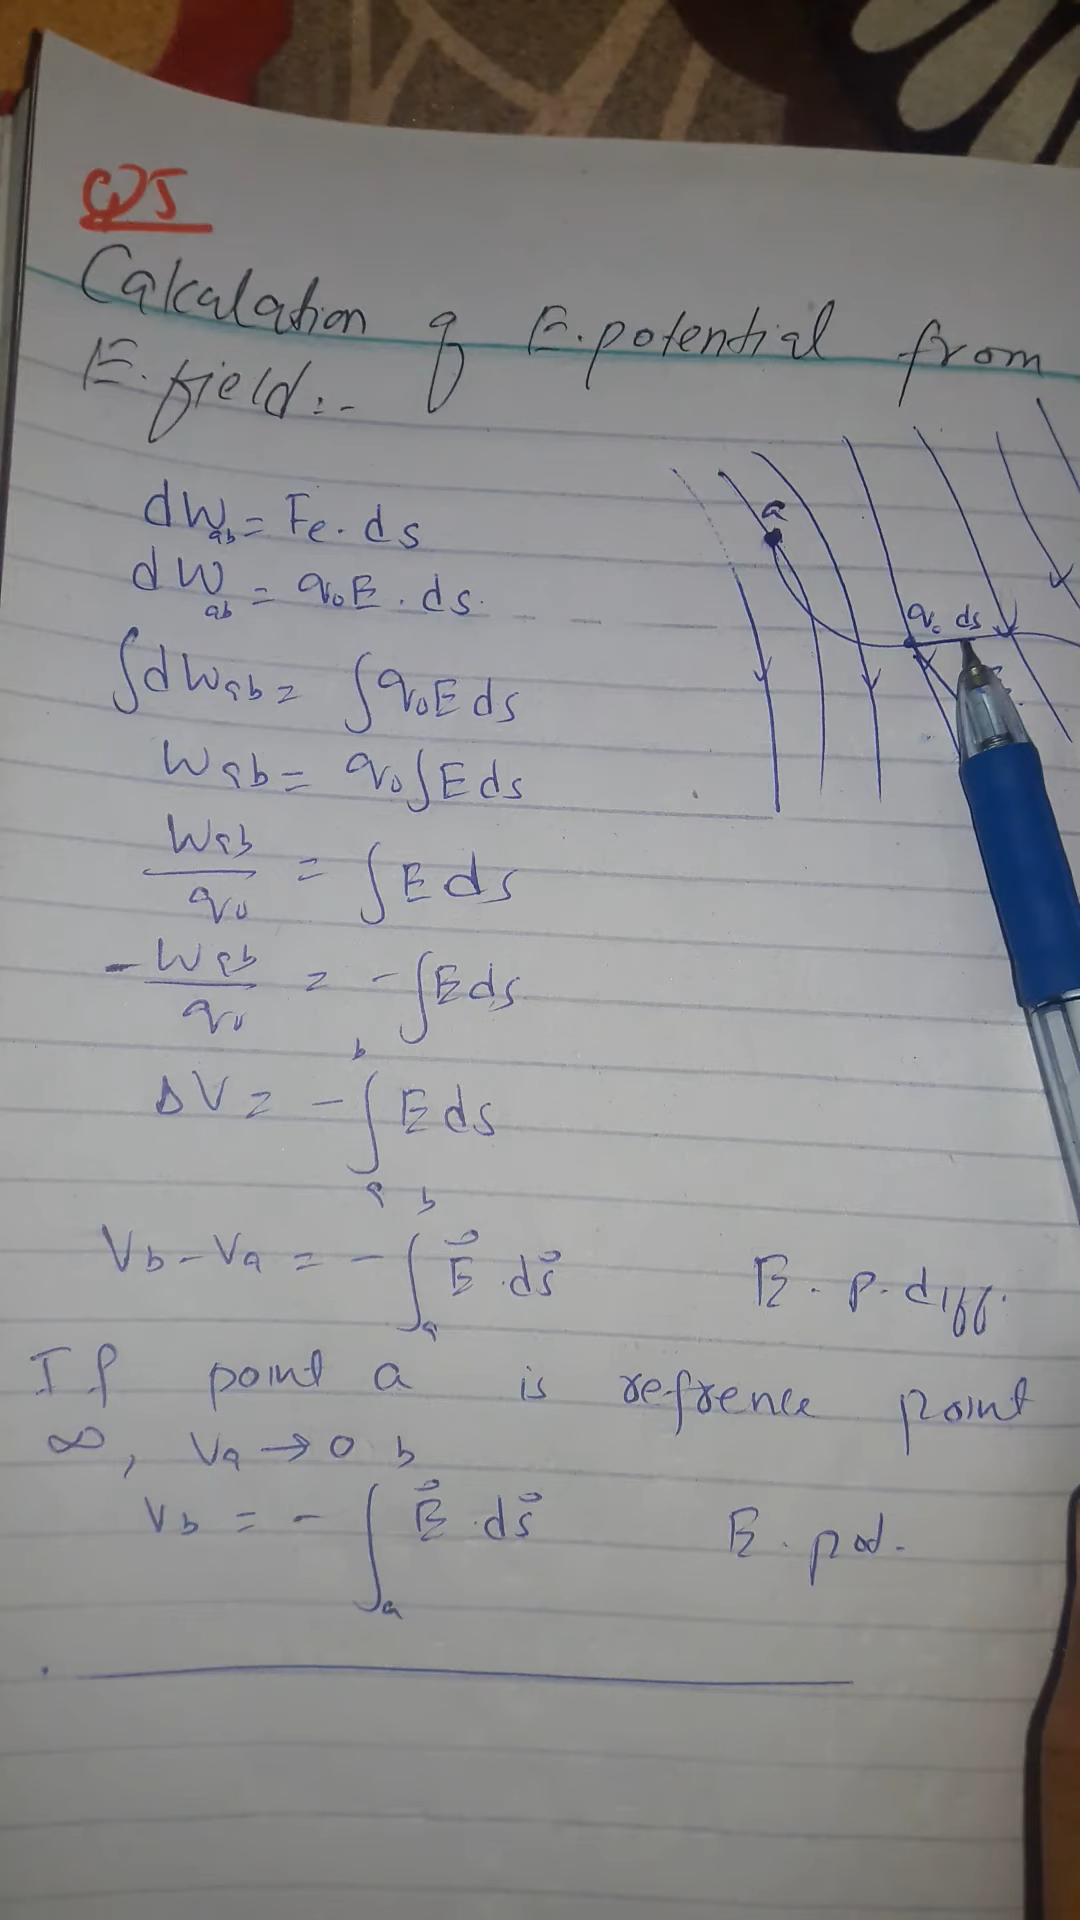 Q5
Calculation of E.potential from
E.field:-
dWab = Fe.ds
dWab = q₀E.ds.
∫dWab = ∫q₀E ds
Wab = q₀∫E ds
Wab/q₀ = ∫E ds
-Wab/q₀ = -∫E ds
ΔV = -∫ₐᵇ E ds
Vb - Va = -∫ₐᵇ E⃗.ds⃗ E.p.diff.
If point a is refrence point
∞, Va → 0
Vb = -∫ₐᵇ E⃗.ds⃗ E.pot.
a
q₀ ds